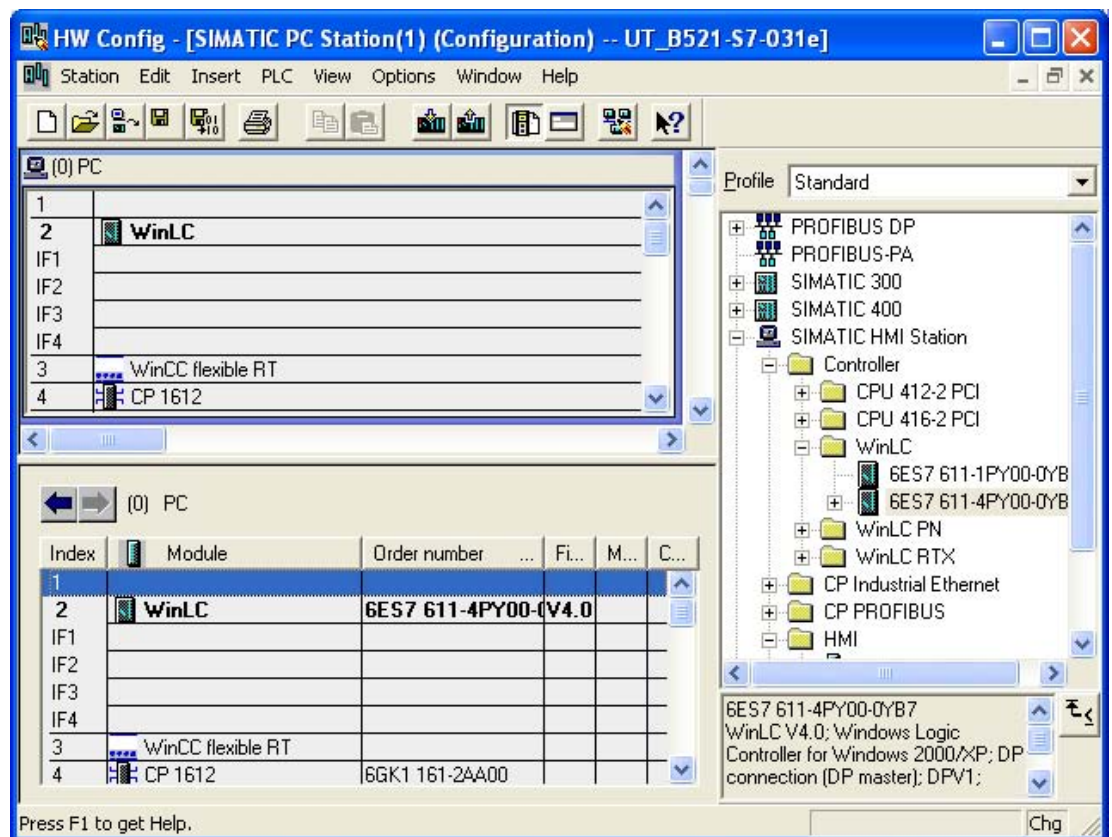 HW Config - [SIMATIC PC Station(1) (Configuration) -- UT_B521-S7-031e]
Station Edit Insert PLC View Options Window Help
(0) PC
1
2 WinLC
IF1
IF2
IF3
IF4
3 WinCC flexible RT
4 CP 1612
(0) PC
Index Module Order number ... Fi... M... C...
1
2 WinLC 6ES7 611-4PY00-( V4.0
IF1
IF2
IF3
IF4
3 WinCC flexible RT
4 CP 1612 6GK1 161-2AA00
Profile Standard
PROFIBUS DP
PROFIBUS-PA
SIMATIC 300
SIMATIC 400
SIMATIC HMI Station
Controller
CPU 412-2 PCI
CPU 416-2 PCI
WinLC
6ES7 611-1PY00-0YB
6ES7 611-4PY00-0YB
WinLC PN
WinLC RTX
CP Industrial Ethernet
CP PROFIBUS
HMI
6ES7 611-4PY00-0YB7
WinLC V4.0; Windows Logic
Controller for Windows 2000/XP; DP
connection (DP master); DPV1;
Press F1 to get Help.
Chg